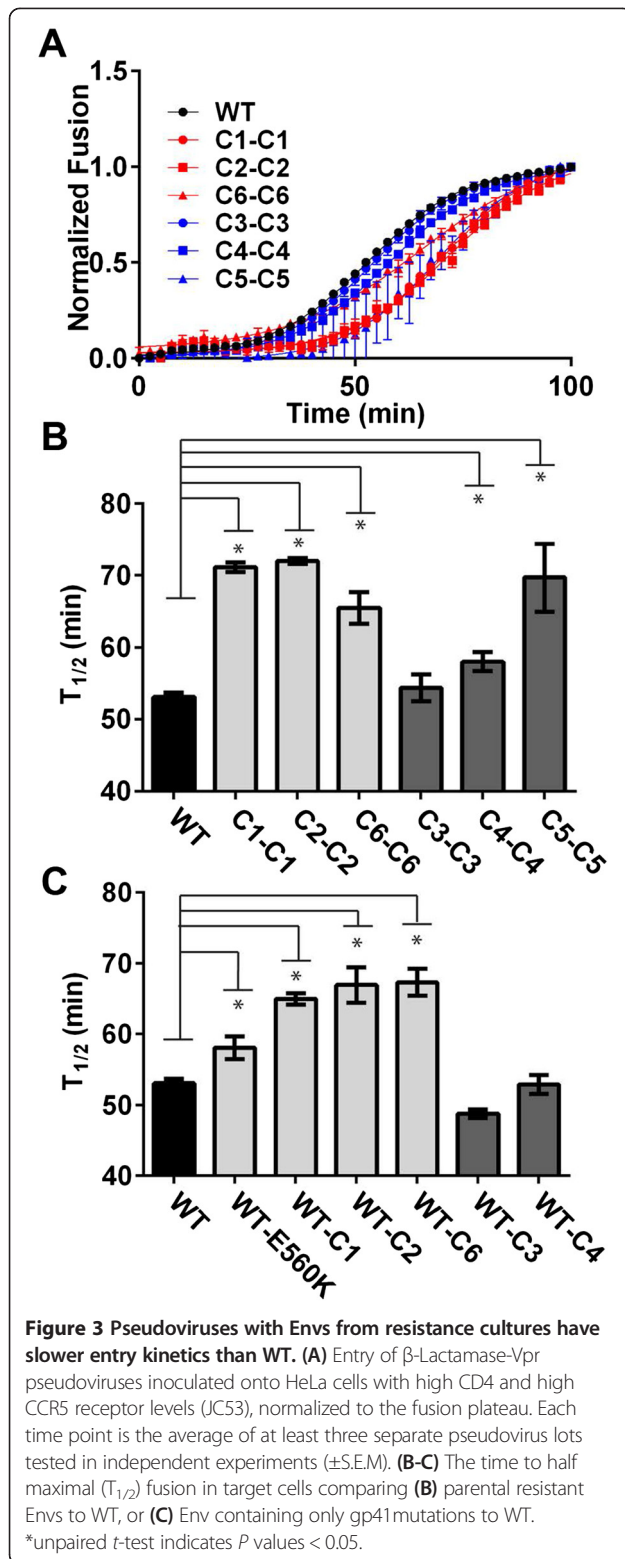 A
1.5
1.0
0.5
0.0
Normalized Fusion
WT
C1-C1
C2-C2
C6-C6
C3-C3
C4-C4
C5-C5
0 50 100
Time (min)
B
80
70
60
50
40
T1/2 (min)
* * * * *
WT C1-C1 C2-C2 C6-C6 C3-C3 C4-C4 C5-C5
C
80
70
60
50
40
T1/2 (min)
* * * *
WT WT-E560K WT-C1 WT-C2 WT-C6 WT-C3 WT-C4
Figure 3 Pseudoviruses with Envs from resistance cultures have
slower entry kinetics than WT. (A) Entry of β-Lactamase-Vpr
pseudoviruses inoculated onto HeLa cells with high CD4 and high
CCR5 receptor levels (JC53), normalized to the fusion plateau. Each
time point is the average of at least three separate pseudovirus lots
tested in independent experiments (±S.E.M). (B-C) The time to half
maximal (T1/2) fusion in target cells comparing (B) parental resistant
Envs to WT, or (C) Env containing only gp41mutations to WT.
*unpaired t-test indicates P values < 0.05.